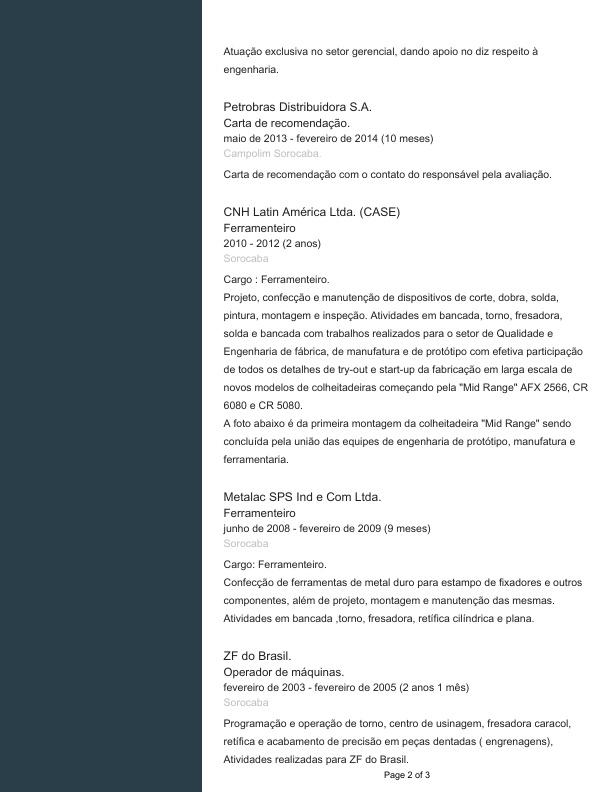 Atuação exclusiva no setor gerencial, dando apoio no diz respeito à
engenharia.
Petrobras Distribuidora S.A.
Carta de recomendação.
maio de 2013 - fevereiro de 2014 (10 meses)
Campolim Sorocaba.
Carta de recomendação com o contato do responsável pela avaliação.
CNH Latin América Ltda. (CASE)
Ferramenteiro
2010 - 2012 (2 anos)
Sorocaba
Cargo : Ferramenteiro.
Projeto, confecção e manutenção de dispositivos de corte, dobra, solda,
pintura, montagem e inspeção. Atividades em bancada, torno, fresadora,
solda e bancada com trabalhos realizados para o setor de Qualidade e
Engenharia de fábrica, de manufatura e de protótipo com efetiva participação
de todos os detalhes de try-out e start-up da fabricação em larga escala de
novos modelos de colheitadeiras começando pela "Mid Range" AFX 2566, CR
6080 e CR 5080.
A foto abaixo é da primeira montagem da colheitadeira "Mid Range" sendo
concluída pela união das equipes de engenharia de protótipo, manufatura e
ferramentaria.
Metalac SPS Ind e Com Ltda.
Ferramenteiro
junho de 2008 - fevereiro de 2009 (9 meses)
Sorocaba
Cargo: Ferramenteiro.
Confecção de ferramentas de metal duro para estampo de fixadores e outros
componentes, além de projeto, montagem e manutenção das mesmas.
Atividades em bancada ,torno, fresadora, retífica cilíndrica e plana.
ZF do Brasil.
Operador de máquinas.
fevereiro de 2003 - fevereiro de 2005 (2 anos 1 mês)
Sorocaba
Programação e operação de torno, centro de usinagem, fresadora caracol,
retífica e acabamento de precisão em peças dentadas ( engrenagens),
Atividades realizadas para ZF do Brasil.
Page 2 of 3